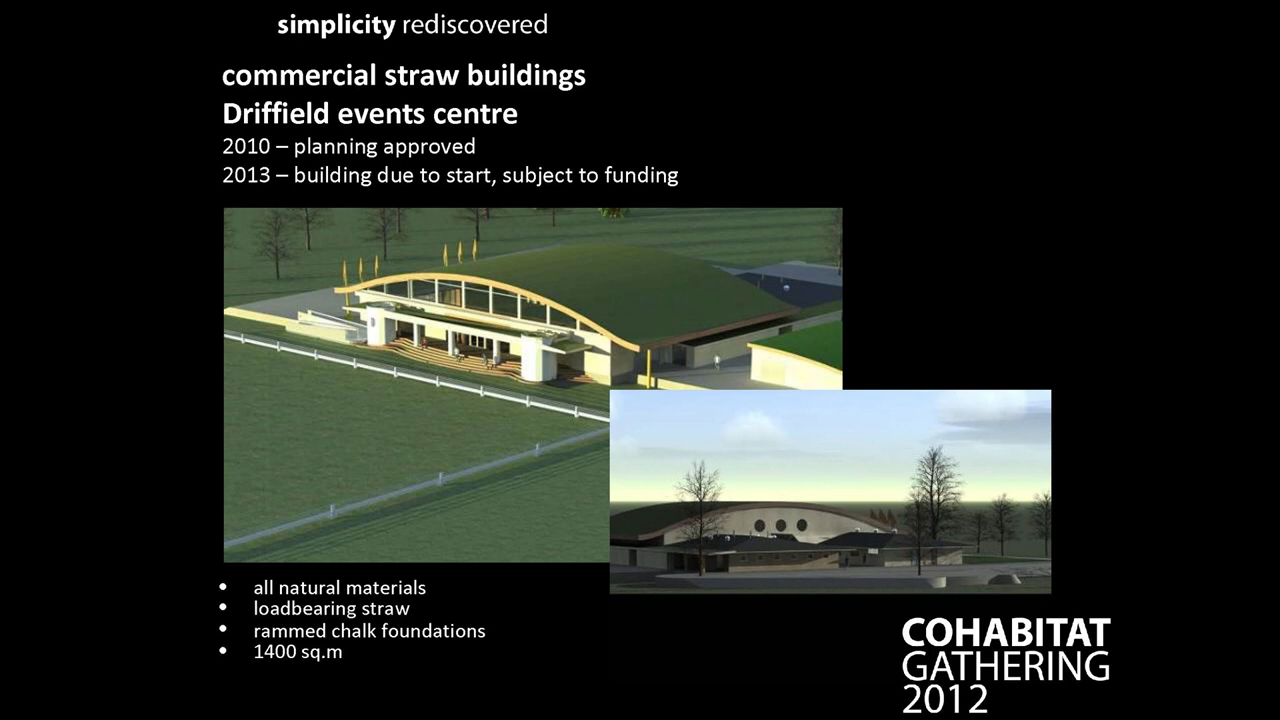 simplicity rediscovered
commercial straw buildings
Driffield events centre
2010 – planning approved
2013 – building due to start, subject to funding
• all natural materials
• loadbearing straw
• rammed chalk foundations
• 1400 sq.m
COHABITAT
GATHERING
2012